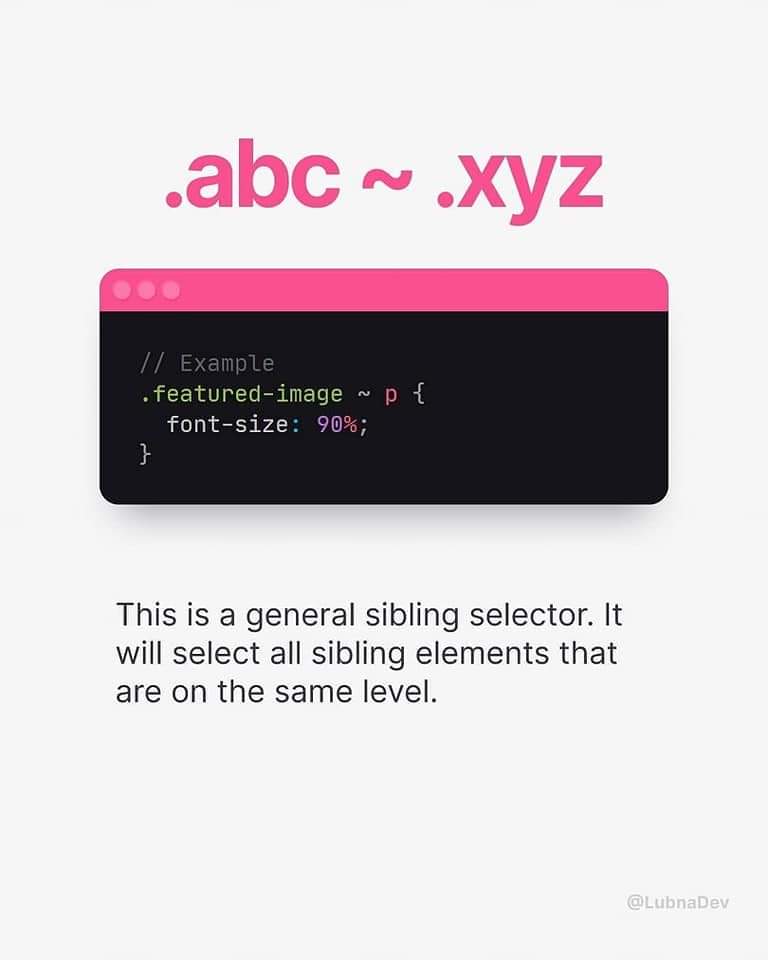 .abc ~ .xyz
// Example
.featured-image ~ p {
  font-size: 90%;
}
This is a general sibling selector. It
will select all sibling elements that
are on the same level.
@LubnaDev